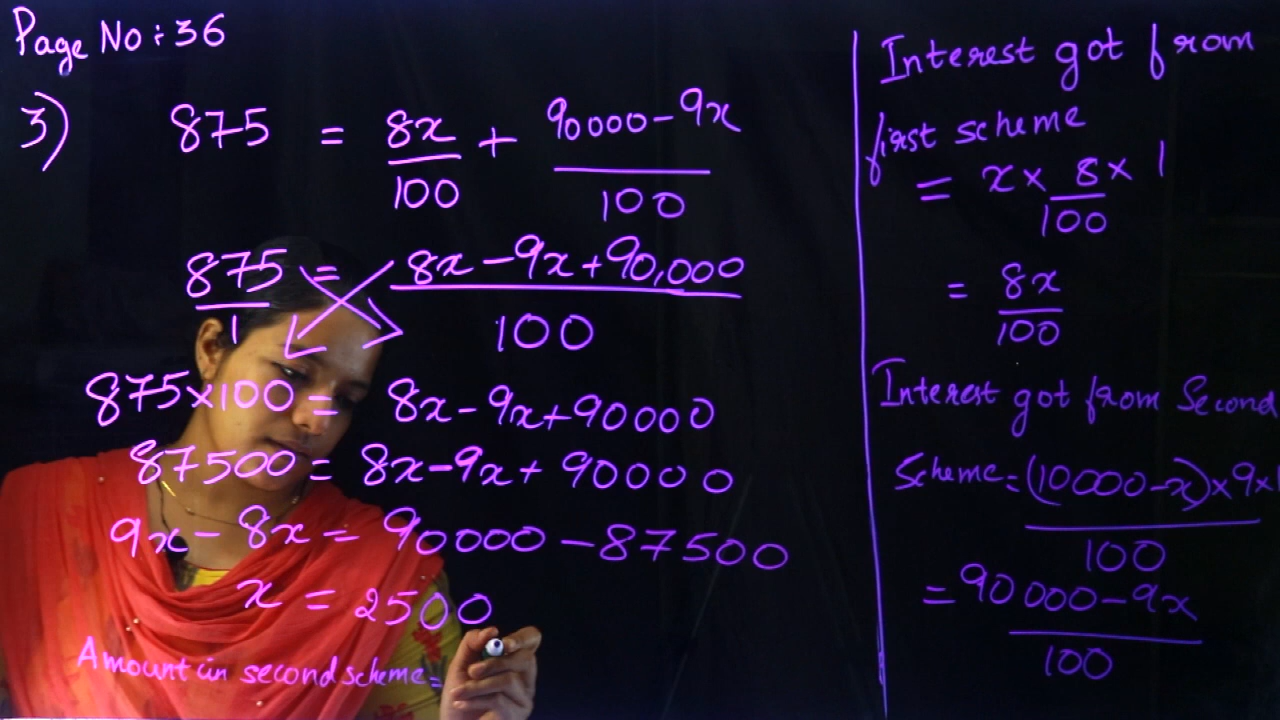 Page No: 36
3) 875 = 8x/100 + 90000 - 9x/100
875/1 = 8x - 9x + 90,000/100
875 × 100 = 8x - 9x + 90000
87500 = 8x - 9x + 90000
9x - 8x = 90000 - 87500
x = 2500
Amount in second scheme =
Interest got from
first scheme
= x × 8 × 1/100
= 8x/100
Interest got from Second
Scheme = (10000 - x) × 9 × 1/100
= 90000 - 9x/100